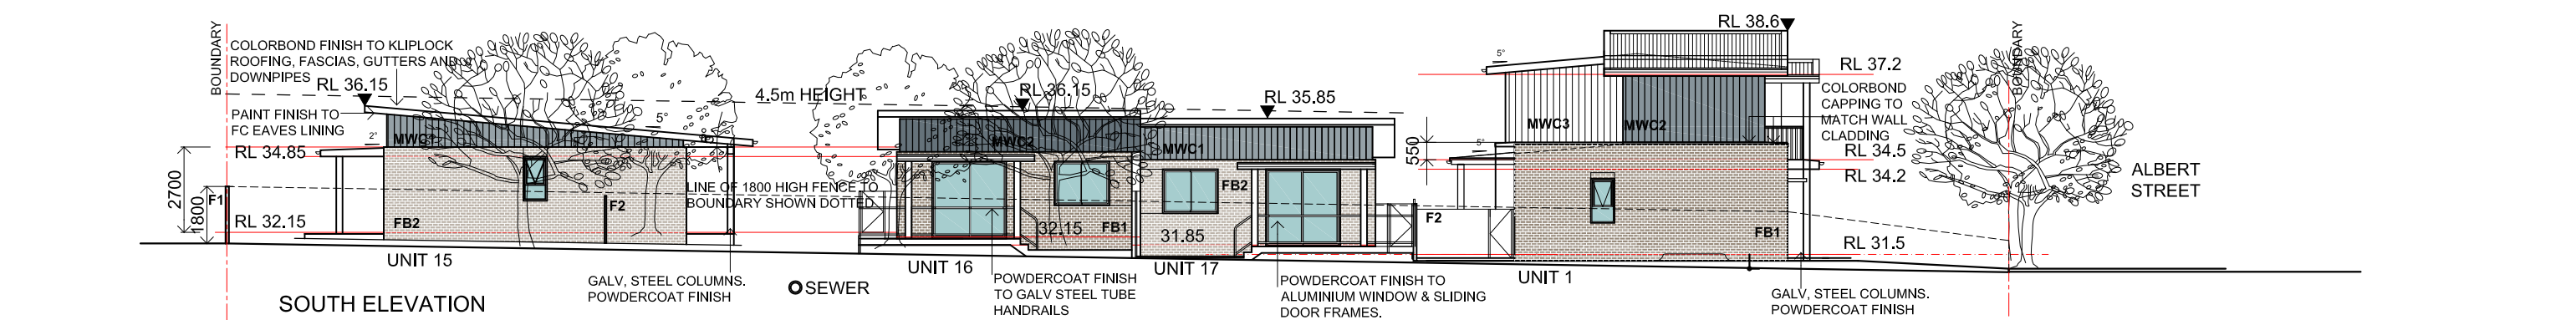 BOUNDARY
COLORBOND FINISH TO KLIPLOCK
ROOFING, FASCIAS, GUTTERS AND
DOWNPIPES
RL 36.15
PAINT FINISH TO
FC EAVES LINING
2°
5°
MWC1
RL 34.85
2700
1800
F1
RL 32.15
FB2
F2
UNIT 15
SOUTH ELEVATION
GALV, STEEL COLUMNS.
POWDERCOAT FINISH
4.5m HEIGHT
LINE OF 1800 HIGH FENCE TO
BOUNDARY SHOWN DOTTED
SEWER
RL 36.15
MWC2
32.15
FB1
UNIT 16
POWDERCOAT FINISH
TO GALV STEEL TUBE
HANDRAILS
RL 35.85
MWC1
FB2
31.85
UNIT 17
POWDERCOAT FINISH TO
ALUMINIUM WINDOW & SLIDING
DOOR FRAMES.
550
F2
5°
5°
RL 38.6
MWC3
MWC2
FB1
UNIT 1
RL 37.2
COLORBOND
CAPPING TO
MATCH WALL
CLADDING
RL 34.5
RL 34.2
RL 31.5
GALV, STEEL COLUMNS.
POWDERCOAT FINISH
BOUNDARY
ALBERT
STREET